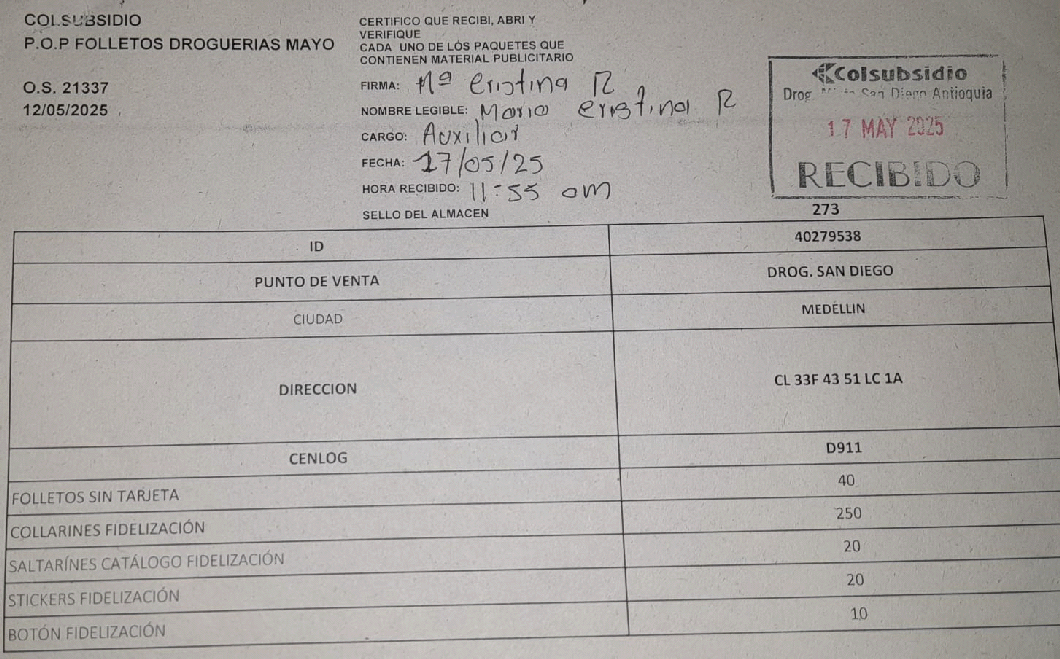 COLSUBSIDIO
P.O.P FOLLETOS DROGUERIAS MAYO
O.S. 21337
12/05/2025
CERTIFICO QUE RECIBI, ABRI Y
VERIFIQUE
CADA UNO DE LOS PAQUETES QUE
CONTIENEN MATERIAL PUBLICITARIO
FIRMA: Mª Cristina R
NOMBRE LEGIBLE: Maria Cristina R
CARGO: Auxiliar
FECHA: 17/05/25
HORA RECIBIDO: 11:55 am
SELLO DEL ALMACEN
Colsubsidio
Drog. San Diego Antioquia
17 MAY 2025
RECIBIDO
273
ID 40279538
PUNTO DE VENTA DROG. SAN DIEGO
CIUDAD MEDELLIN
DIRECCION CL 33F 43 51 LC 1A
CENLOG D911
FOLLETOS SIN TARJETA 40
COLLARINES FIDELIZACIÓN 250
SALTARÍNES CATÁLOGO FIDELIZACIÓN 20
STICKERS FIDELIZACIÓN 20
BOTÓN FIDELIZACIÓN 10